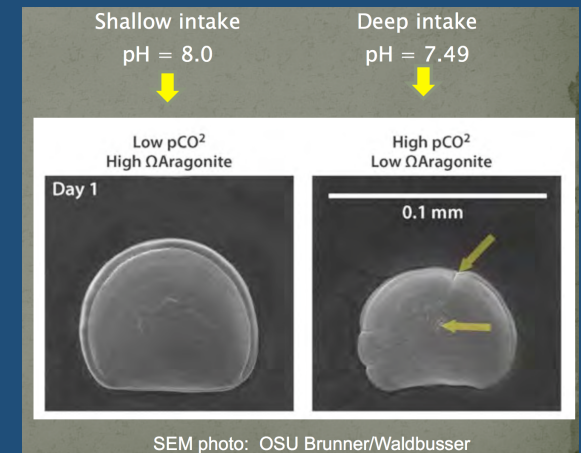 Shallow intake
pH = 8.0
Deep intake
pH = 7.49
Low pCO²
High ΩAragonite
High pCO²
Low ΩAragonite
Day 1
0.1 mm
SEM photo: OSU Brunner/Waldbusser